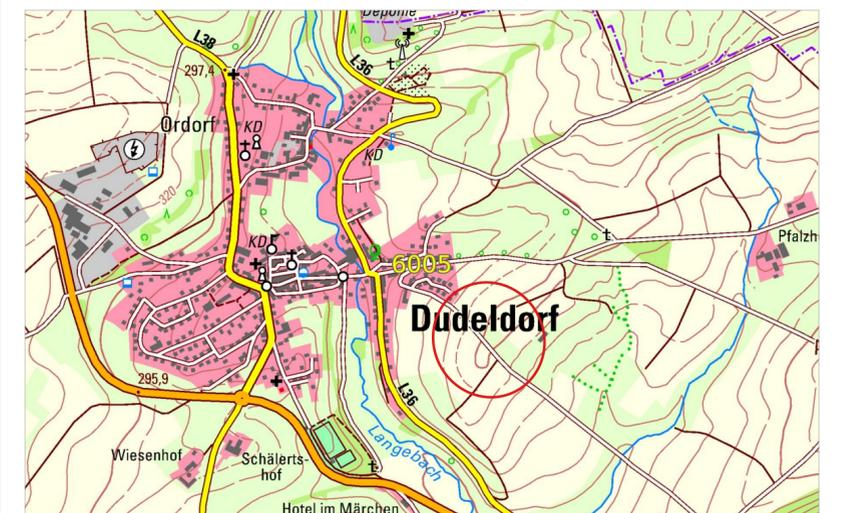 Deponie
L38
L36
297,4
Ordorf
KD
KD
320
KD
6005
Pfalzh
Dudeldorf
295,9
L36
Langebach
Wiesenhof
Schälerts-
hof
Hotel im Märchen